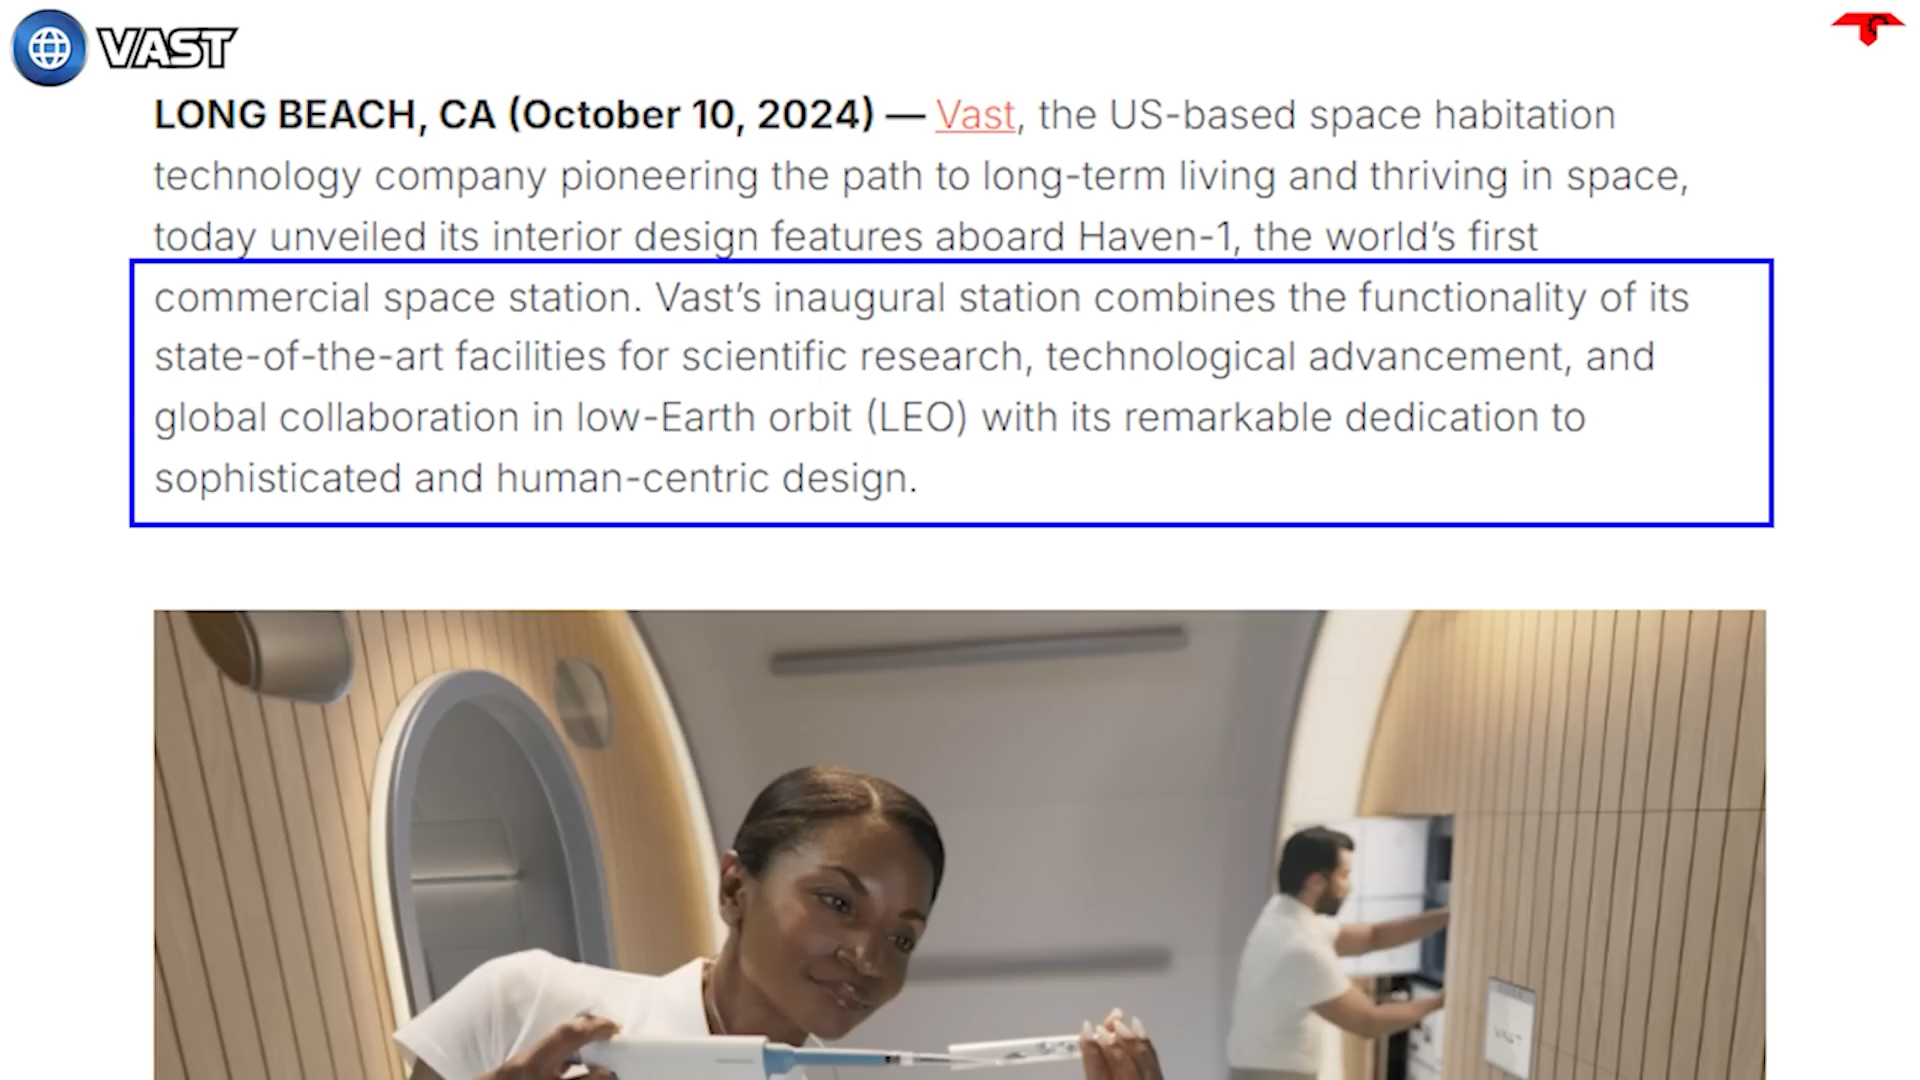 VAST
LONG BEACH, CA (October 10, 2024) — Vast, the US-based space habitation
technology company pioneering the path to long-term living and thriving in space,
today unveiled its interior design features aboard Haven-1, the world’s first
commercial space station. Vast’s inaugural station combines the functionality of its
state-of-the-art facilities for scientific research, technological advancement, and
global collaboration in low-Earth orbit (LEO) with its remarkable dedication to
sophisticated and human-centric design.
VAST